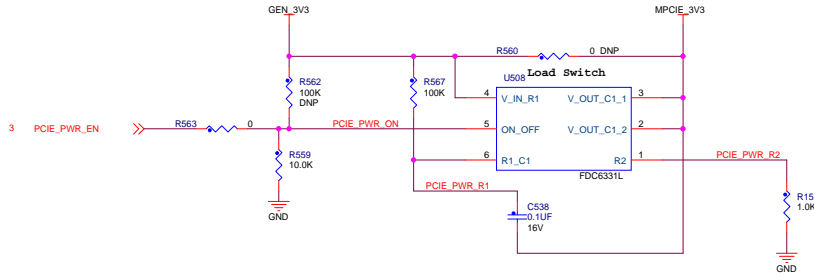 GEN_3V3
MPCIE_3V3
R560
0 DNP
Load Switch
U508
R562
100K
DNP
R567
100K
4
V_IN_R1
V_OUT_C1_1
3
3
PCIE_PWR_EN
R563
0
PCIE_PWR_ON
5
ON_OFF
V_OUT_C1_2
2
R559
10.0K
6
R1_C1
R2
1
PCIE_PWR_R2
FDC6331L
PCIE_PWR_R1
GND
C538
0.1UF
16V
R15
1.0K
GND